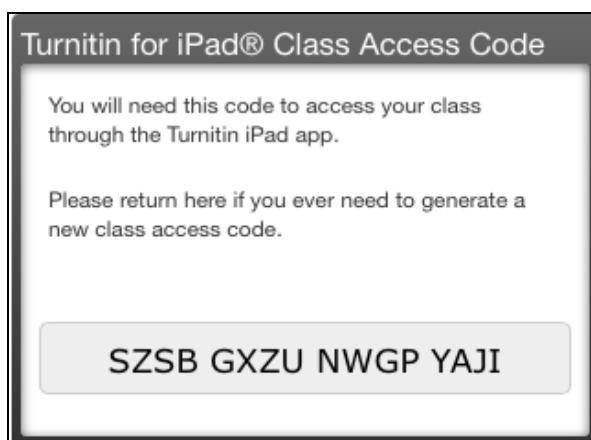 Turnitin for iPad® Class Access Code
You will need this code to access your class
through the Turnitin iPad app.
Please return here if you ever need to generate a
new class access code.
SZSB GXZU NWGP YAJI